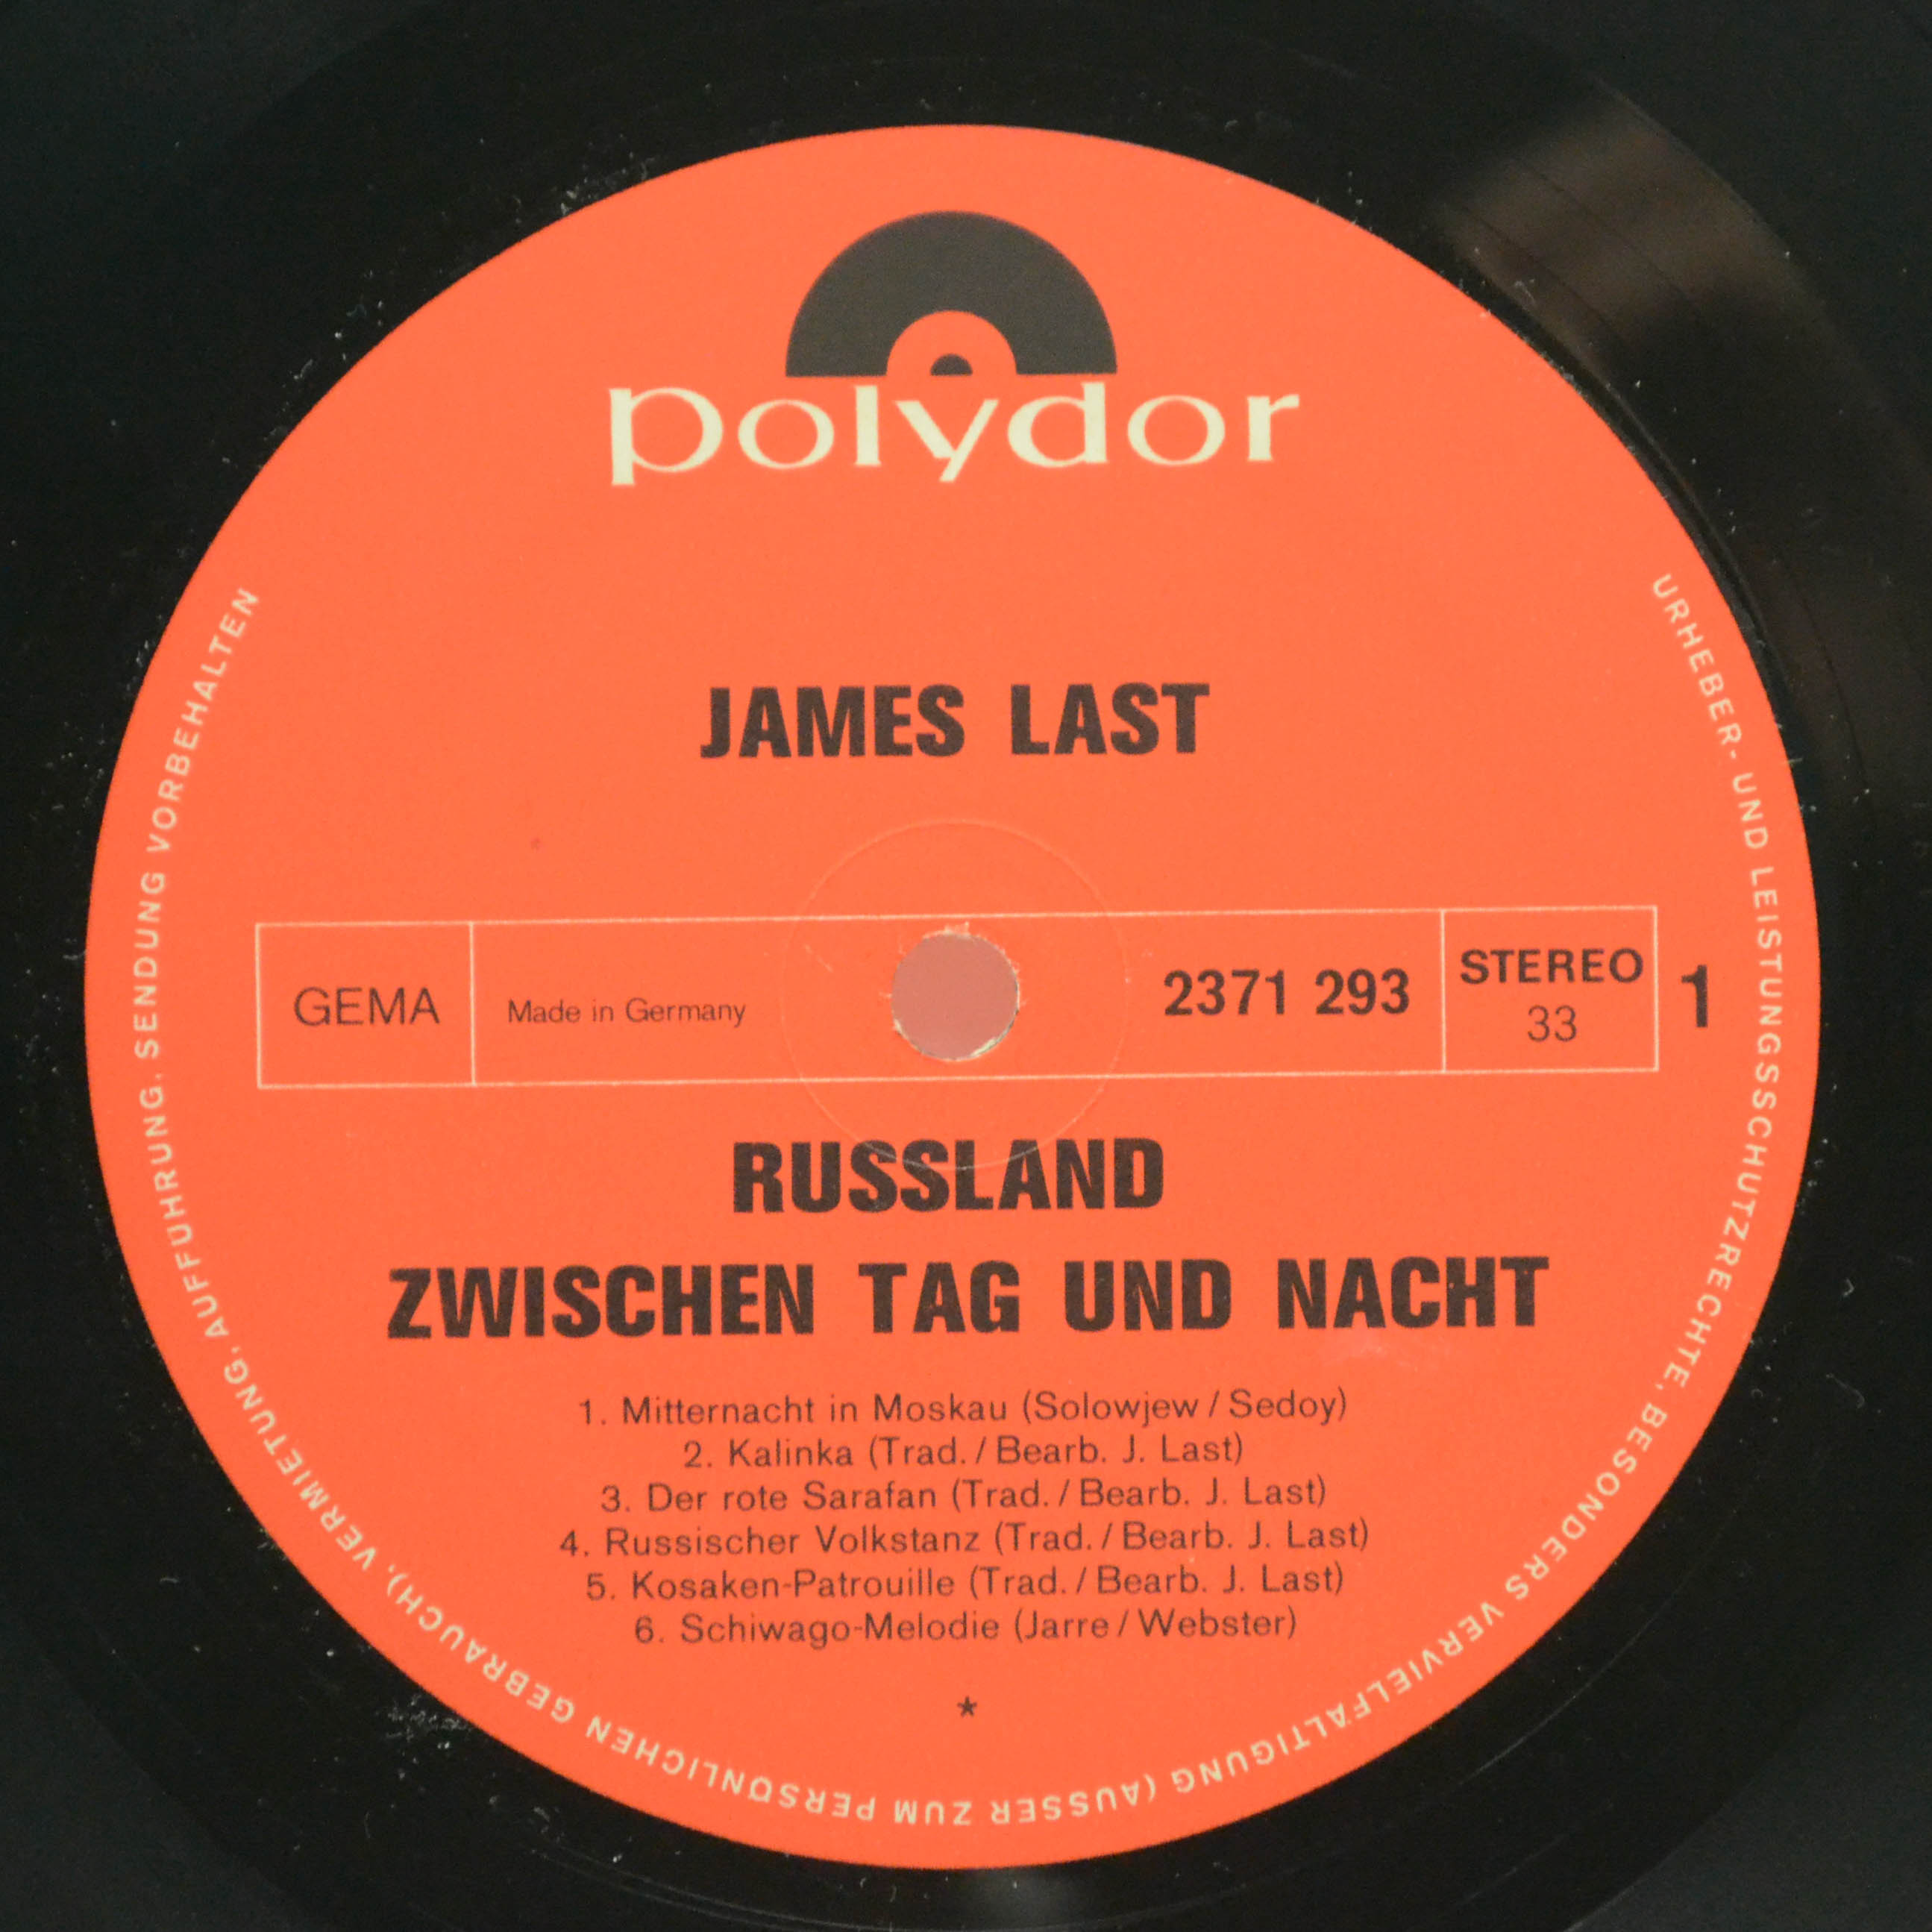 polydor
JAMES LAST
GEMA
Made in Germany
2371 293
STEREO
33
1
RUSSLAND
ZWISCHEN TAG UND NACHT
1. Mitternacht in Moskau (Solowjew / Sedoy)
2. Kalinka (Trad. / Bearb. J. Last)
3. Der rote Sarafan (Trad. / Bearb. J. Last)
4. Russischer Volkstanz (Trad. / Bearb. J. Last)
5. Kosaken-Patrouille (Trad. / Bearb. J. Last)
6. Schiwago-Melodie (Jarre / Webster)
*
URHEBER- UND LEISTUNGSSCHUTZRECHTE, BESONDERS VERVIELFÄLTIGUNG (AUSSER ZUM PERSÖNLICHEN GEBRAUCH), VERMIETUNG, AUFFÜHRUNG, SENDUNG VORBEHALTEN